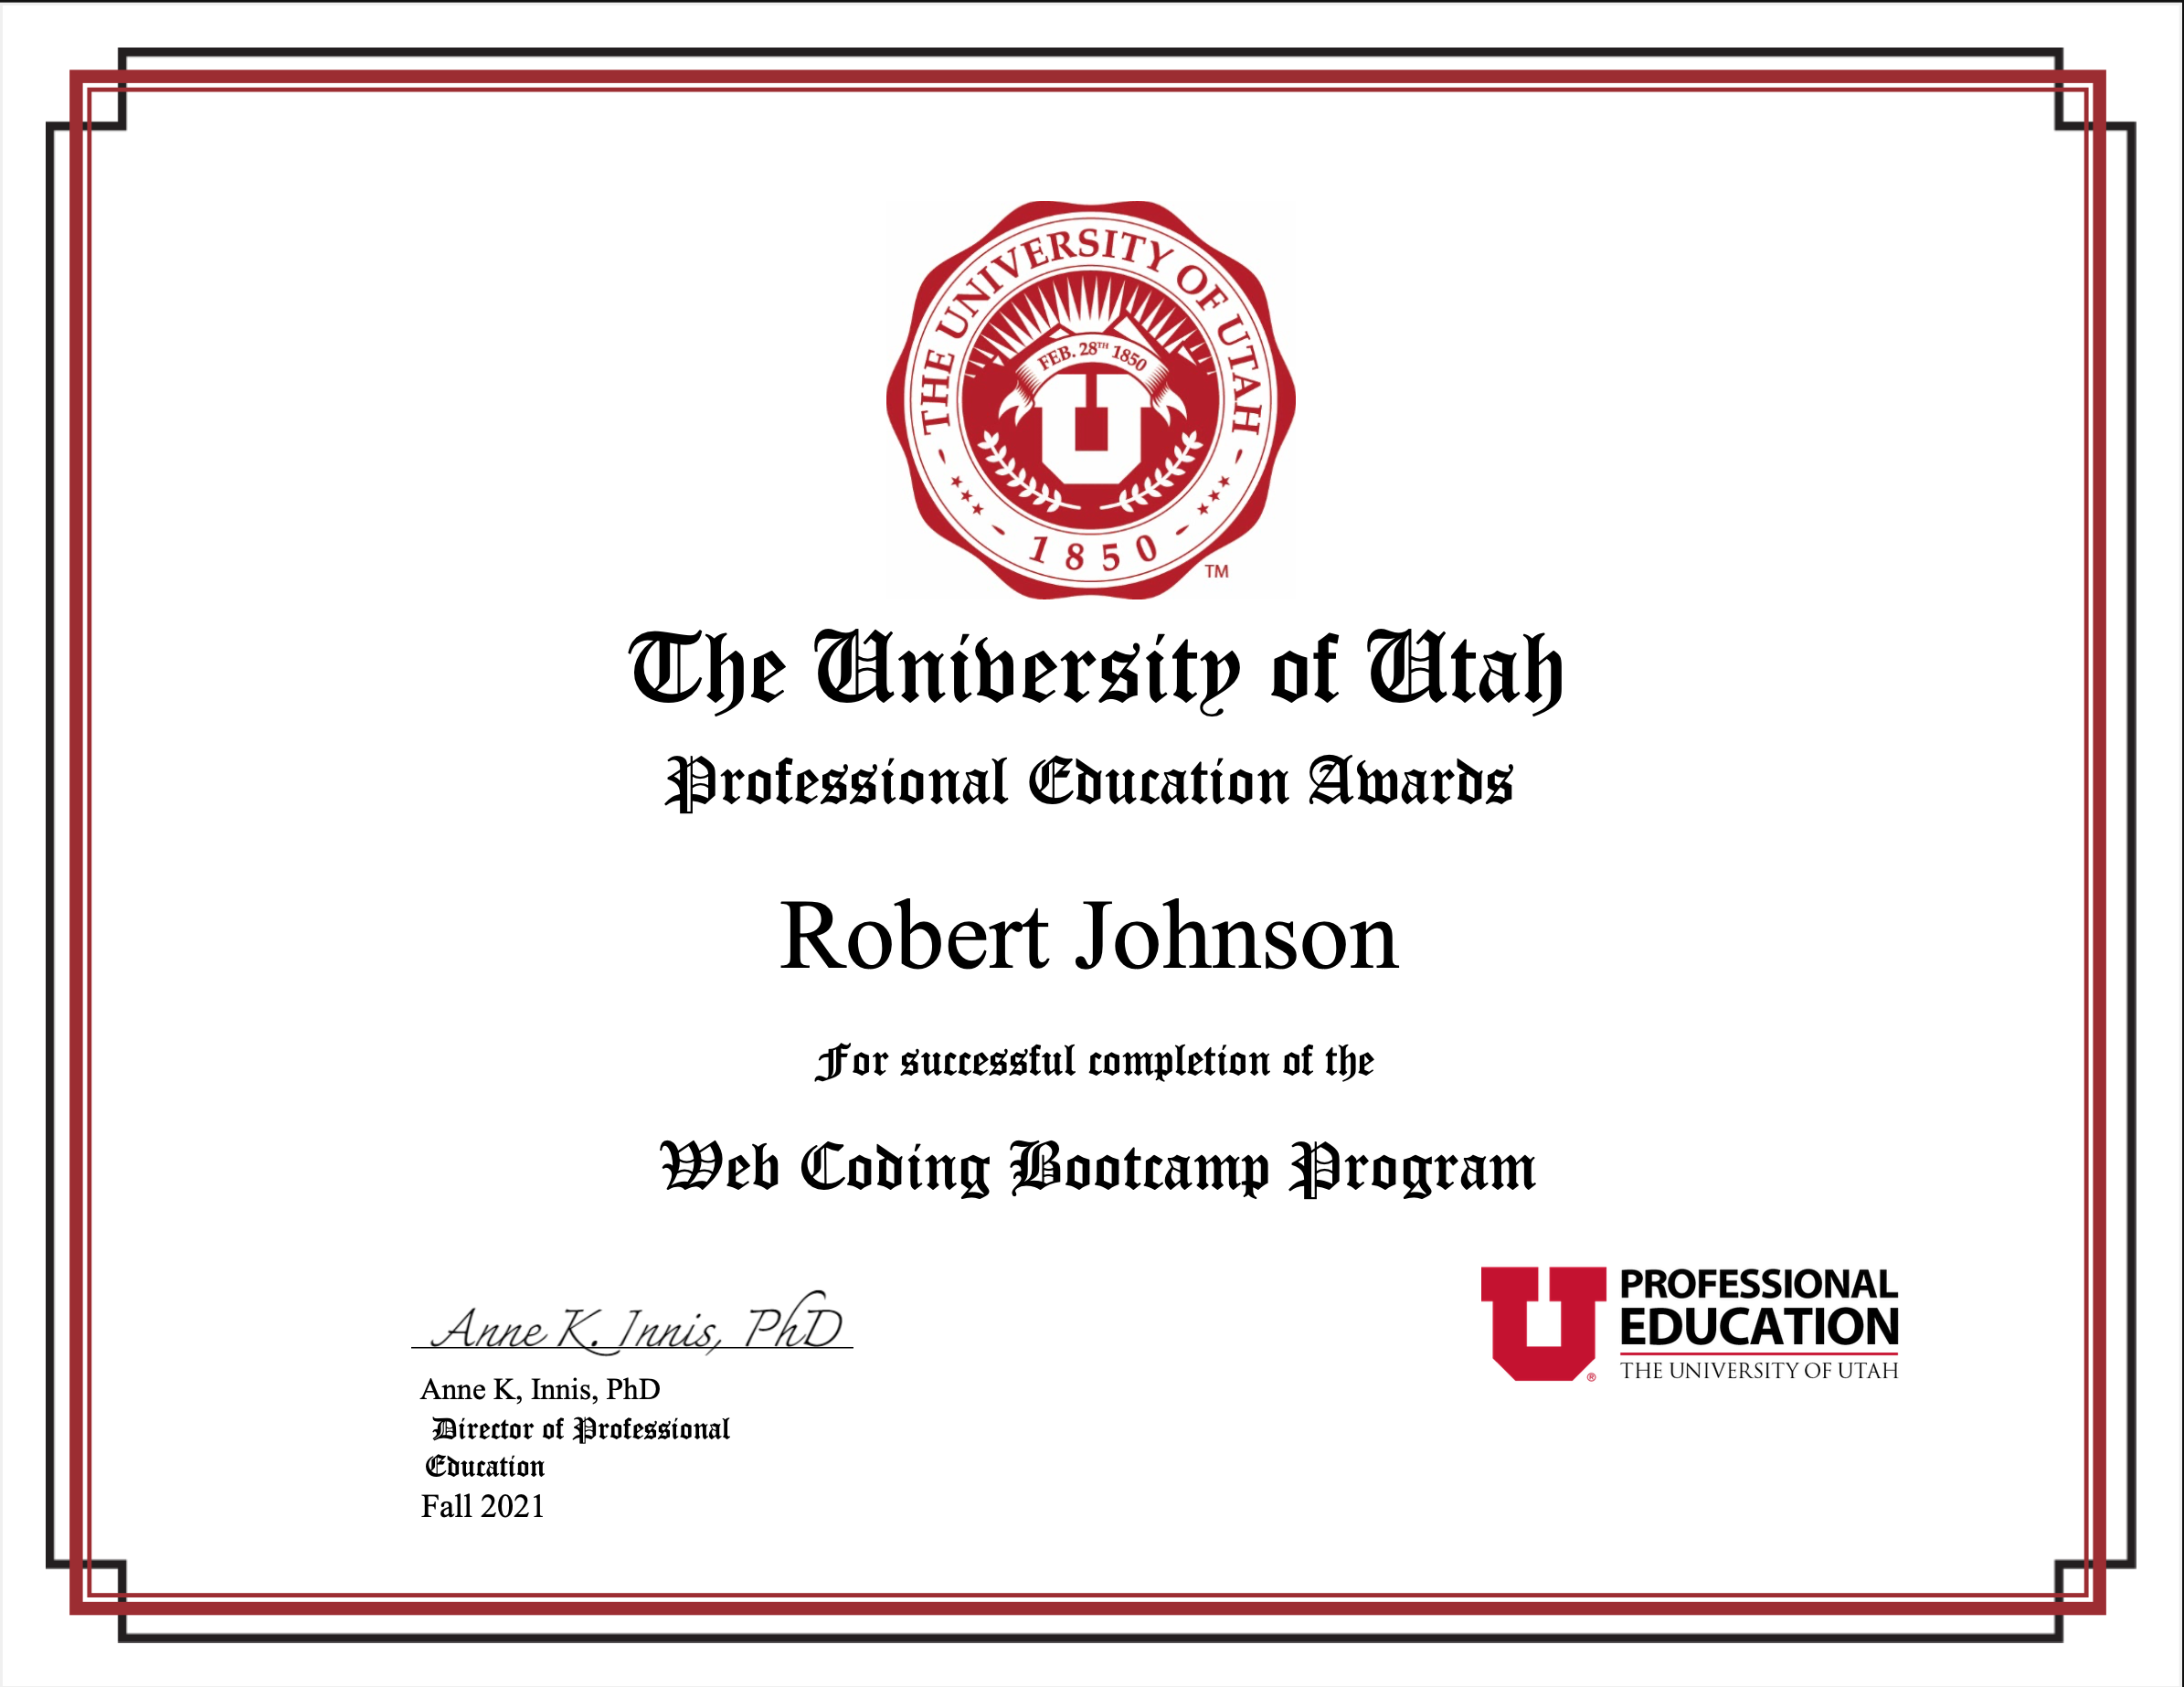 THE UNIVERSITY OF UTAH
FEB. 28TH 1850
U
1850
TM
The University of Utah
Professional Education Awards
Robert Johnson
For successful completion of the
Web Coding Bootcamp Program
Anne K. Innis, PhD
Anne K, Innis, PhD
Director of Professional
Education
Fall 2021
U®
PROFESSIONAL
EDUCATION
THE UNIVERSITY OF UTAH